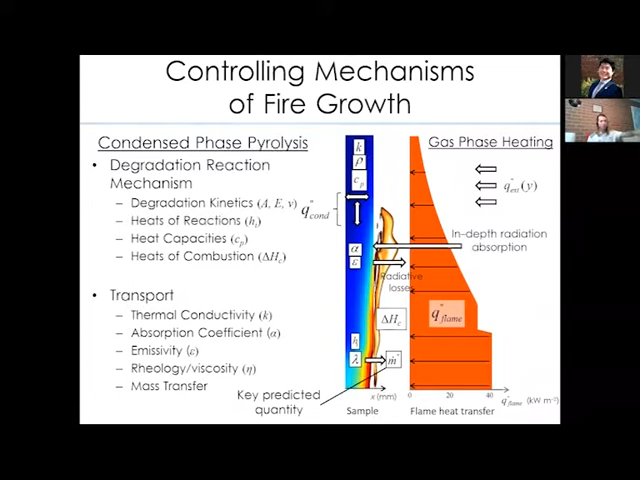 Controlling Mechanisms
of Fire Growth
Condensed Phase Pyrolysis
• Degradation Reaction
Mechanism
– Degradation Kinetics (A, E, ν)
– Heats of Reactions (hᵢ)
– Heat Capacities (cₚ)
– Heats of Combustion (ΔH꜀)
• Transport
– Thermal Conductivity (k)
– Absorption Coefficient (α)
– Emissivity (ε)
– Rheology/viscosity (η)
– Mass Transfer
k
ρ
cₚ
q″cond
α
ε
Radiative
losses
ΔH꜀
h
λ
ṁ″
Key predicted
quantity
x (mm)
Sample
Gas Phase Heating
q″ext(y)
In-depth radiation
absorption
q″flame
0 20 40
q″flame (kW m⁻²)
Flame heat transfer